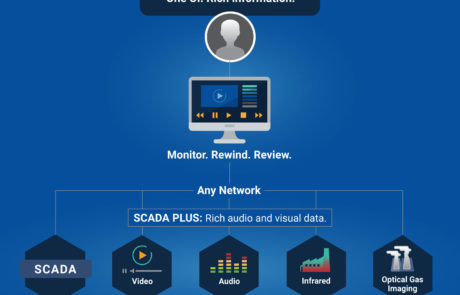 One UI. Rich Information.
Monitor. Rewind. Review.
Any Network
SCADA PLUS: Rich audio and visual data.
SCADA
Video
Audio
Infrared
Optical Gas
Imaging